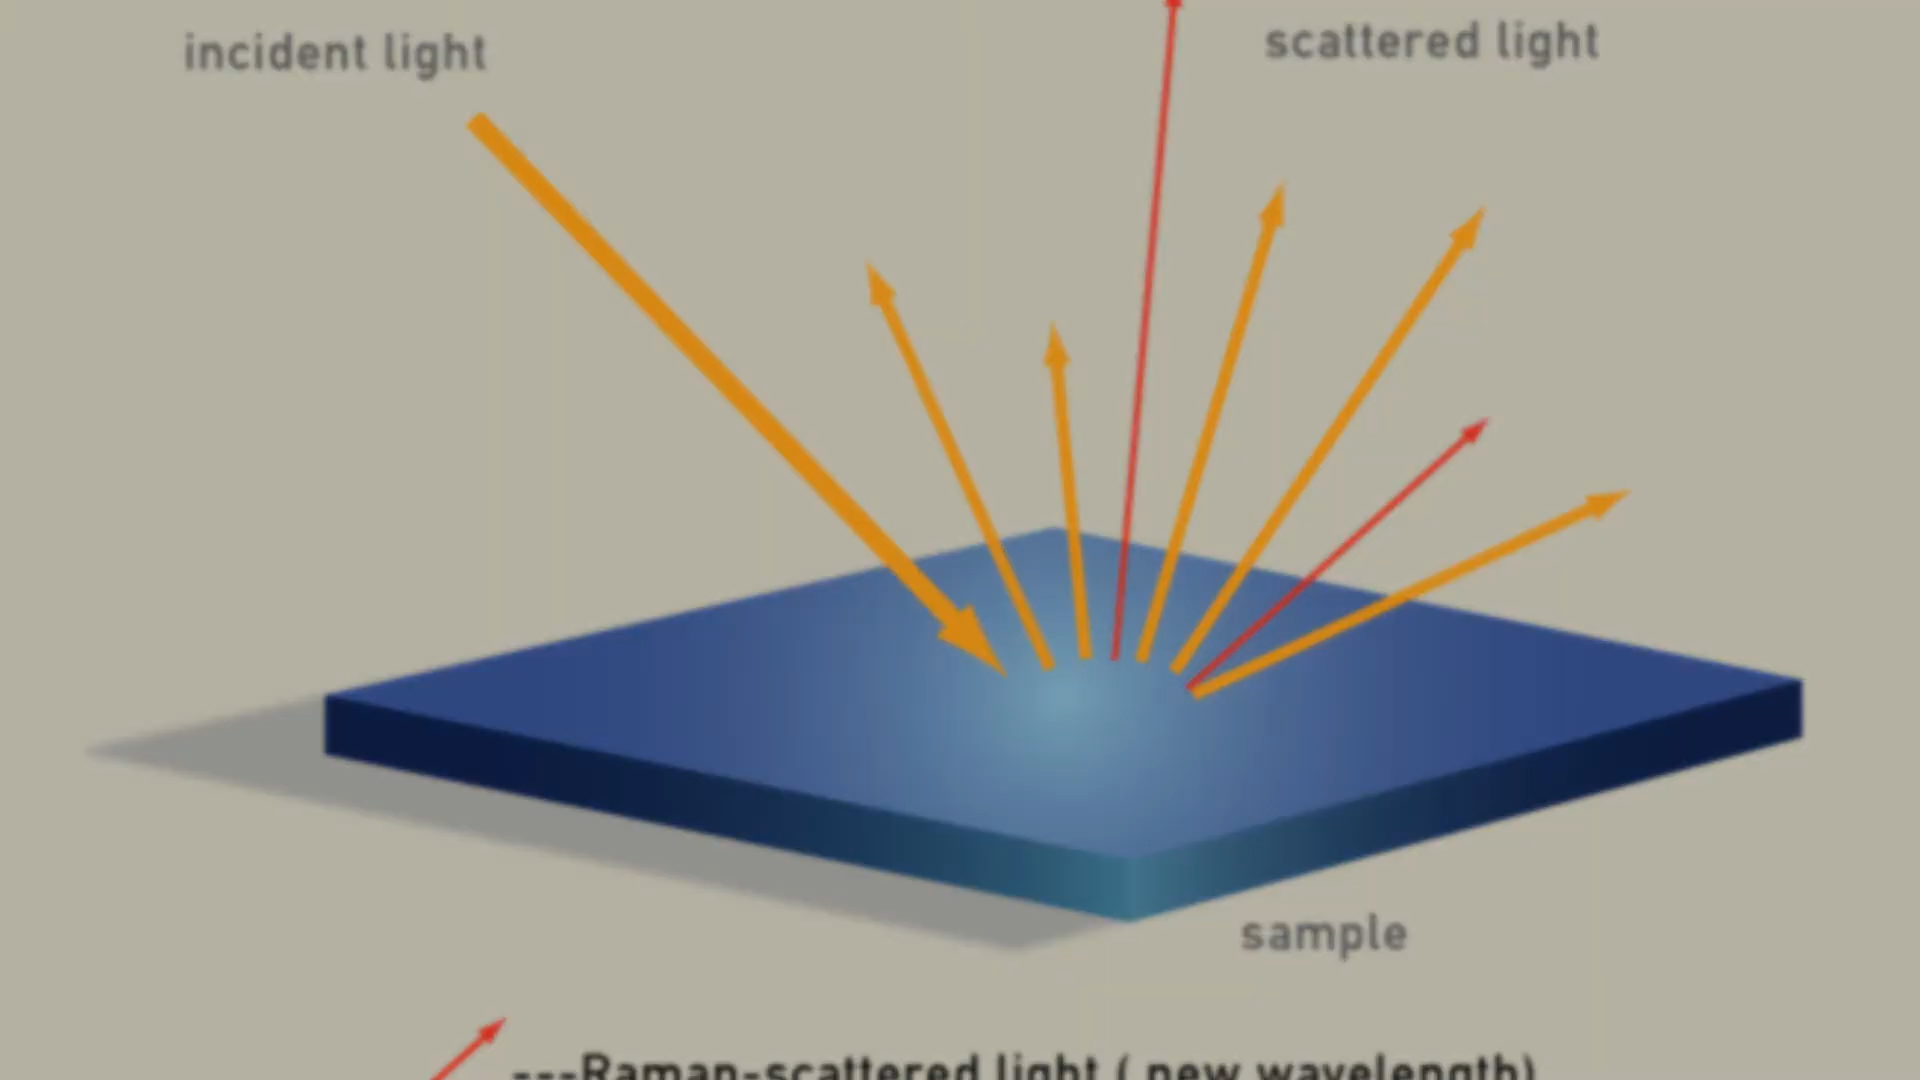 incident light
scattered light
sample
---Raman-scattered light ( new wavelength)